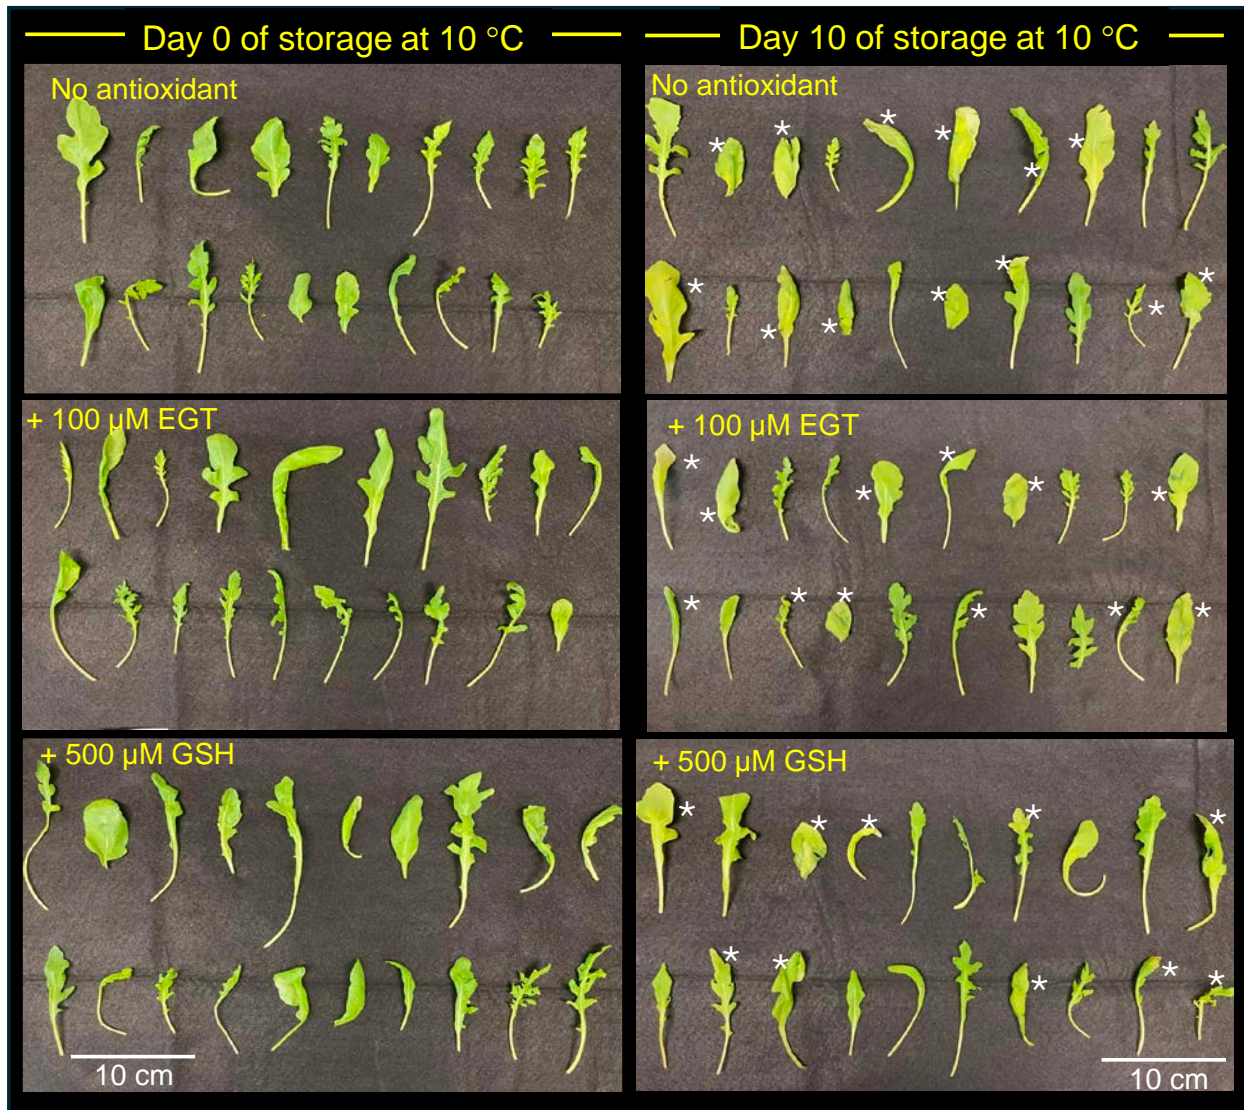 Day 0 of storage at 10 °C
Day 10 of storage at 10 °C
No antioxidant
No antioxidant
* * * * * * *
* * * * * * *
+ 100 µM EGT
+ 100 µM EGT
* * * * * *
* * * * * *
+ 500 µM GSH
+ 500 µM GSH
* * * * *
* * * * *
10 cm
10 cm